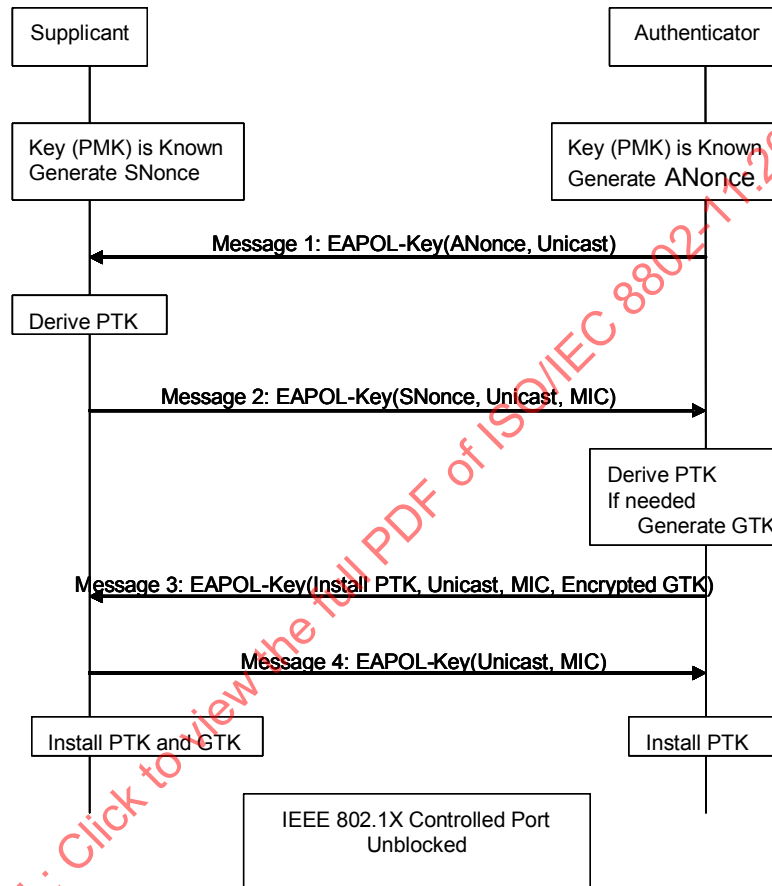 Supplicant
Authenticator
Key (PMK) is Known
Generate SNonce
Key (PMK) is Known
Generate ANonce
Message 1: EAPOL-Key(ANonce, Unicast)
Derive PTK
Message 2: EAPOL-Key(SNonce, Unicast, MIC)
Derive PTK
If needed
Generate GTK
Message 3: EAPOL-Key(Install PTK, Unicast, MIC, Encrypted GTK)
Message 4: EAPOL-Key(Unicast, MIC)
Install PTK and GTK
Install PTK
IEEE 802.1X Controlled Port
Unblocked
: Click to view the full PDF of ISO/IEC 8802-11:2